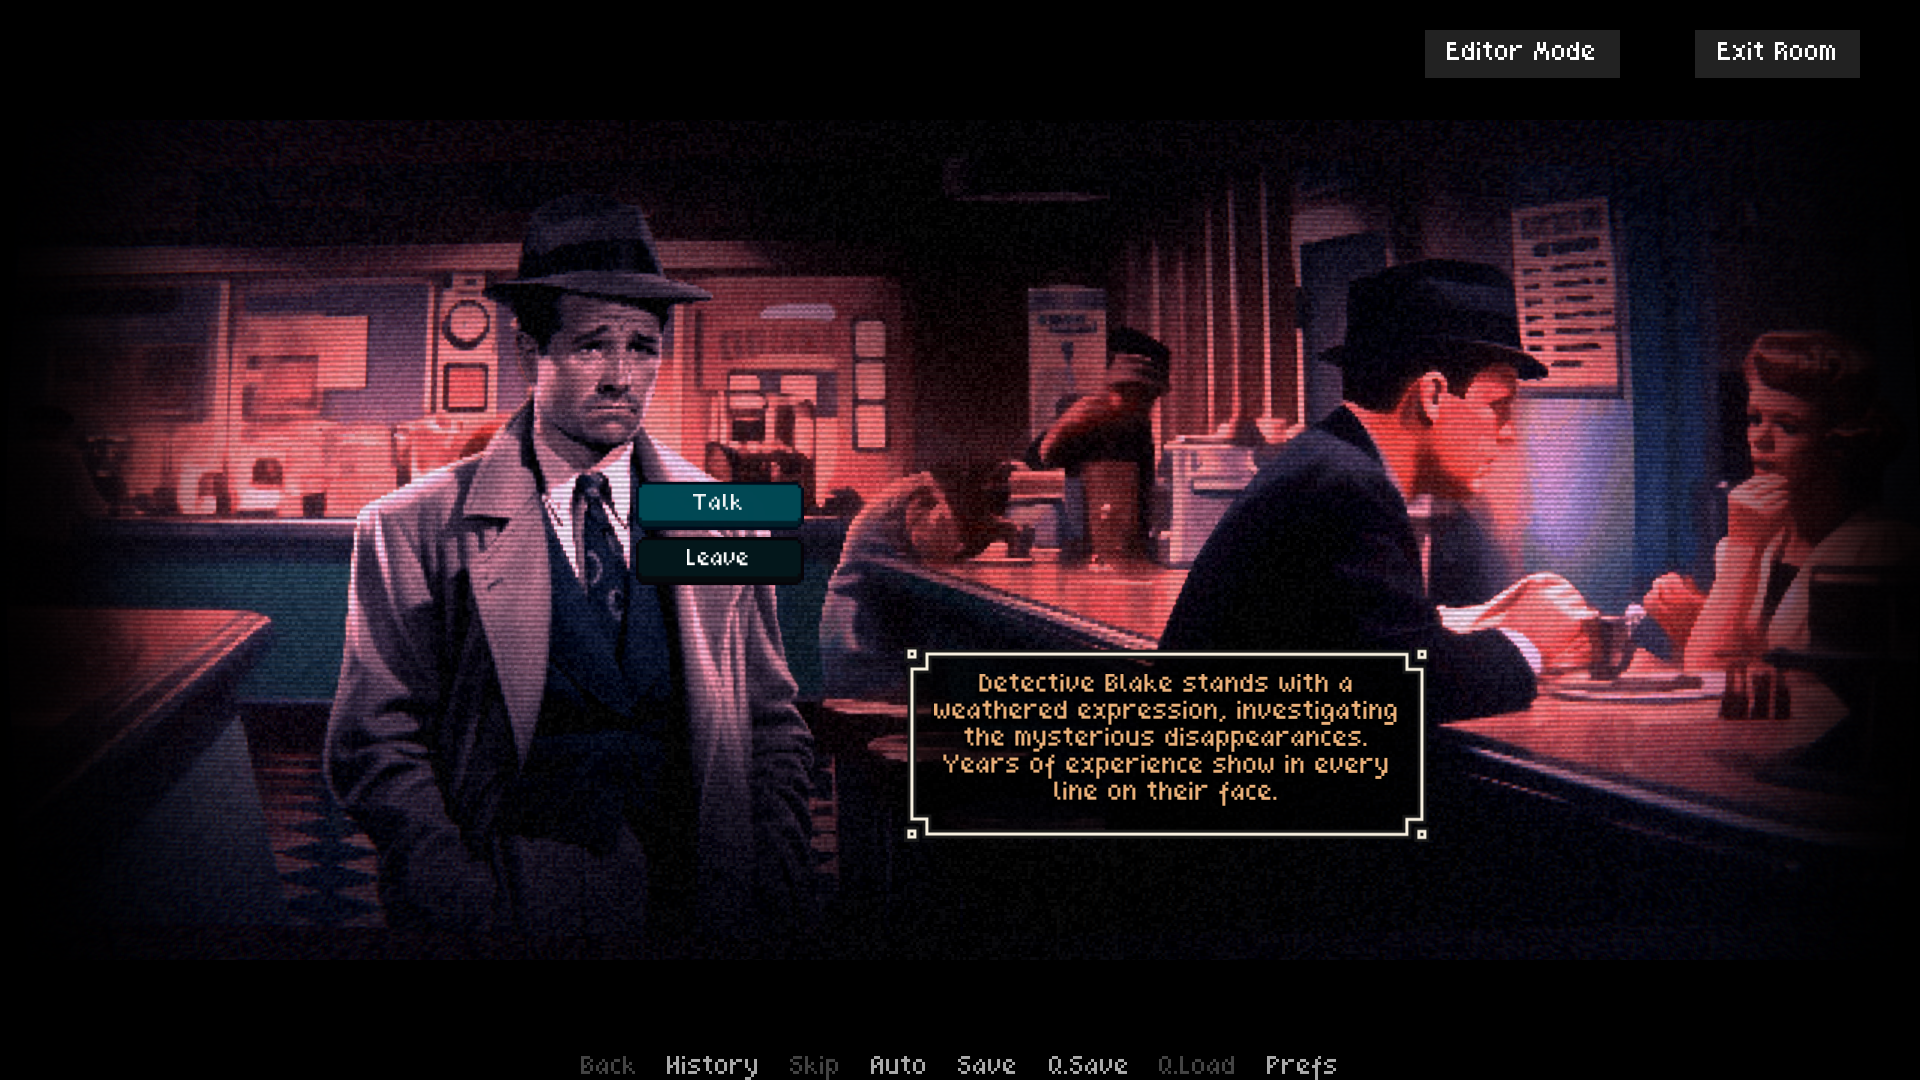 Editor Mode
Exit Room
Talk
Leave
Detective Blake stands with a
weathered expression, investigating
the mysterious disappearances.
Years of experience show in every
line on their face.
Back History Skip Auto Save Q.Save Q.Load Prefs